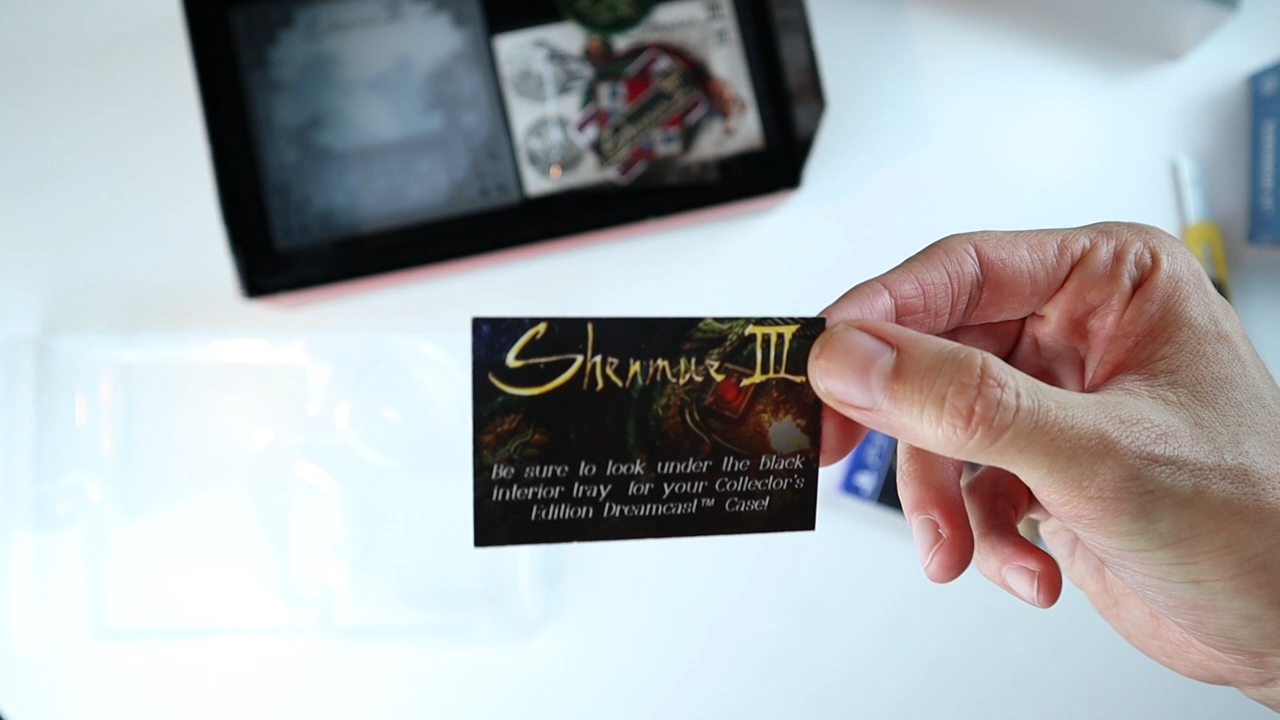 Shenmue III
Be sure to look under the black
interior tray for your Collector's
Edition Dreamcast™ Case!